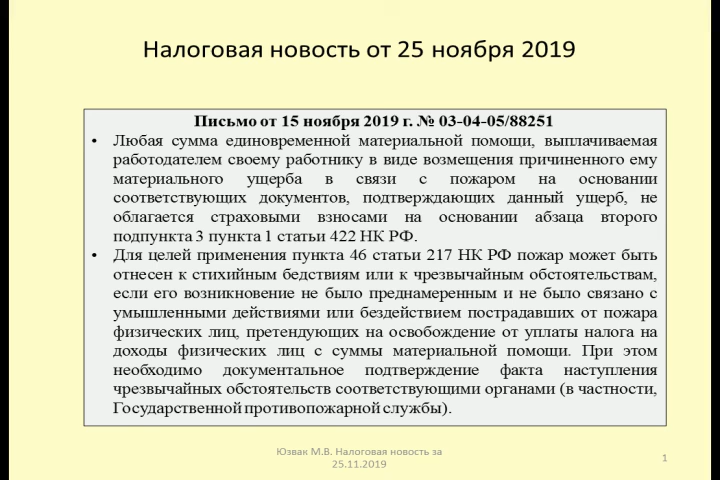 Налоговая новость от 25 ноября 2019
Письмо от 15 ноября 2019 г. № 03-04-05/88251
• Любая сумма единовременной материальной помощи, выплачиваемая
работодателем своему работнику в виде возмещения причиненного ему
материального ущерба в связи с пожаром на основании
соответствующих документов, подтверждающих данный ущерб, не
облагается страховыми взносами на основании абзаца второго
подпункта 3 пункта 1 статьи 422 НК РФ.
• Для целей применения пункта 46 статьи 217 НК РФ пожар может быть
отнесен к стихийным бедствиям или к чрезвычайным обстоятельствам,
если его возникновение не было преднамеренным и не было связано с
умышленными действиями или бездействием пострадавших от пожара
физических лиц, претендующих на освобождение от уплаты налога на
доходы физических лиц с суммы материальной помощи. При этом
необходимо документальное подтверждение факта наступления
чрезвычайных обстоятельств соответствующими органами (в частности,
Государственной противопожарной службы).
Юзвак М.В. Налоговая новость за
25.11.2019
1